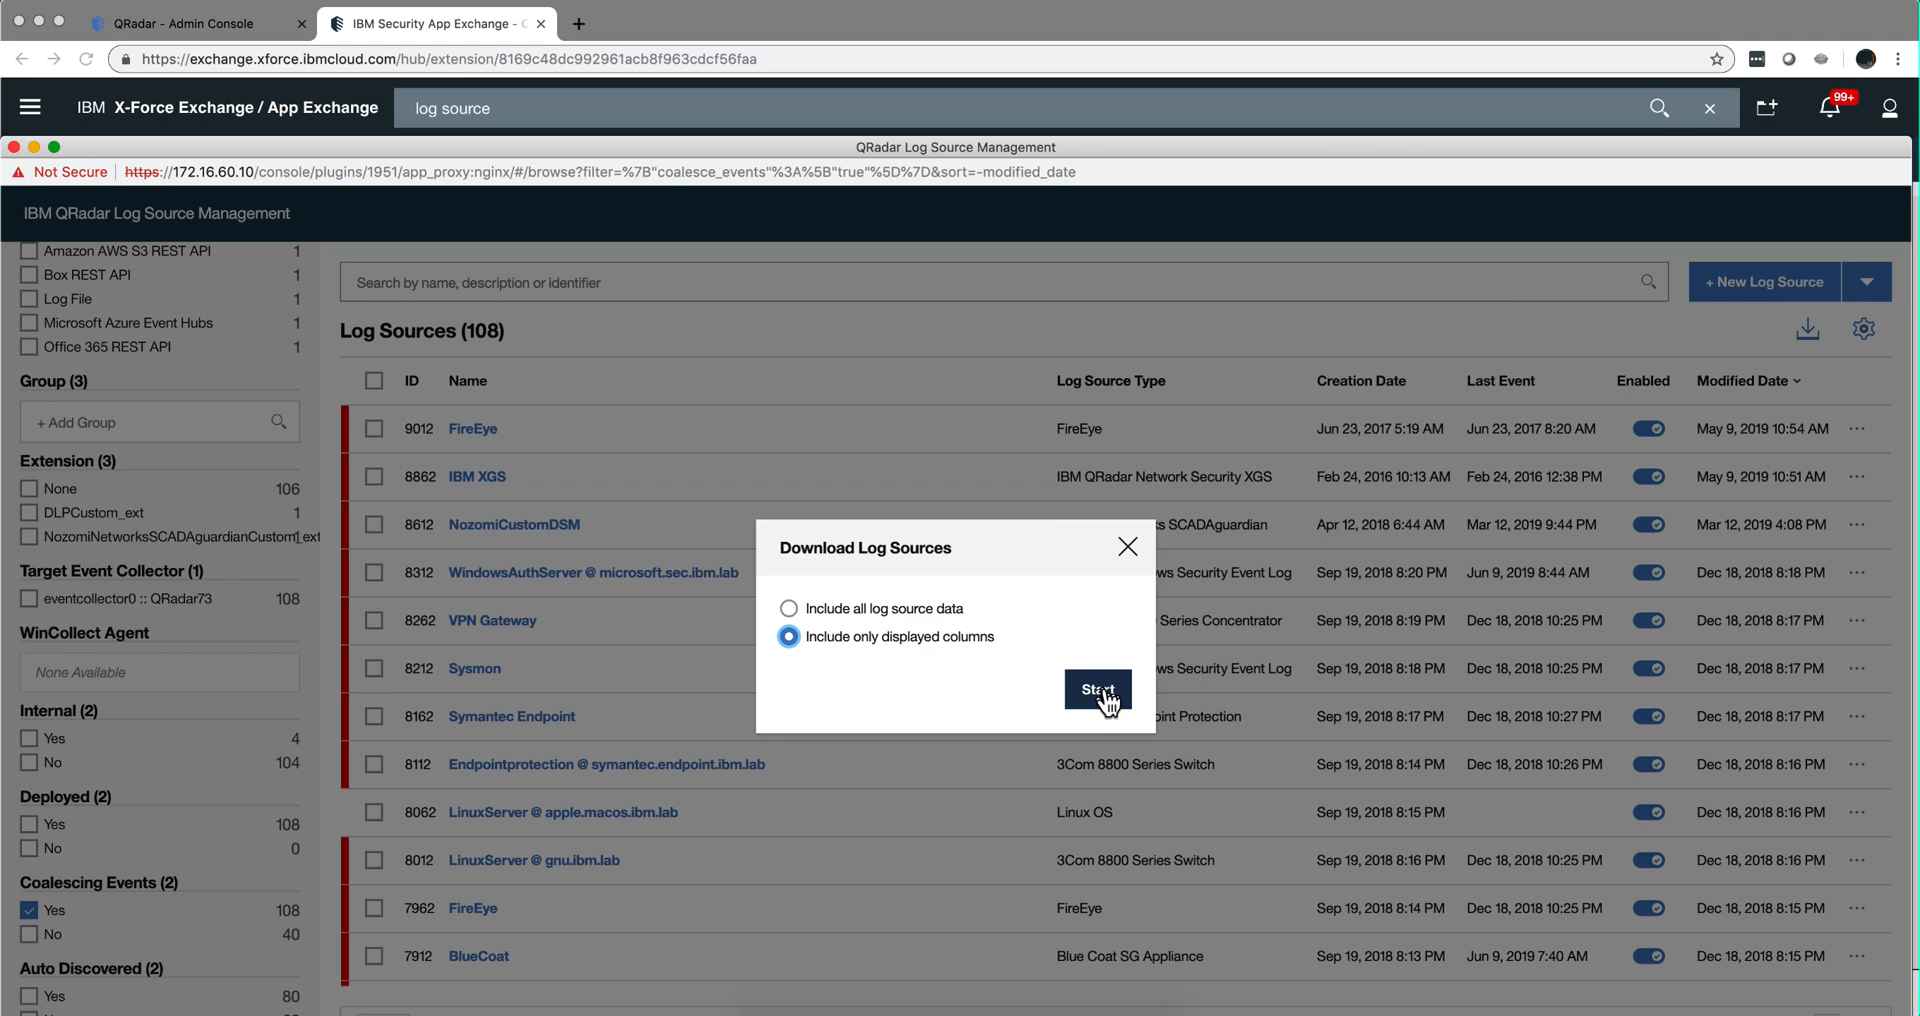 QRadar - Admin Console
IBM Security App Exchange -
https://exchange.xforce.ibmcloud.com/hub/extension/8169c48dc992961acb8f963cdcf56faa
IBM X-Force Exchange / App Exchange
log source
99+
QRadar Log Source Management
Not Secure
https://172.16.60.10/console/plugins/1951/app_proxy:nginx/#/browse?filter=%7B"coalesce_events"%3A%5B"true"%5D%7D&sort=-modified_date
IBM QRadar Log Source Management
Amazon AWS S3 REST API 1
Box REST API 1
Log File 1
Microsoft Azure Event Hubs 1
Office 365 REST API 1
Group (3)
+ Add Group
Extension (3)
None 106
DLPCustom_ext 1
NozomiNetworksSCADAguardianCustom_ext
Target Event Collector (1)
eventcollector0 :: QRadar73 108
WinCollect Agent
None Available
Internal (2)
Yes 4
No 104
Deployed (2)
Yes 108
No 0
Coalescing Events (2)
Yes 108
No 40
Auto Discovered (2)
Yes 80
Search by name, description or identifier
+ New Log Source
Log Sources (108)
ID Name Log Source Type Creation Date Last Event Enabled Modified Date
9012 FireEye FireEye Jun 23, 2017 5:19 AM Jun 23, 2017 8:20 AM May 9, 2019 10:54 AM
8862 IBM XGS IBM QRadar Network Security XGS Feb 24, 2016 10:13 AM Feb 24, 2016 12:38 PM May 9, 2019 10:51 AM
8612 NozomiCustomDSM s SCADAguardian Apr 12, 2018 6:44 AM Mar 12, 2019 9:44 PM Mar 12, 2019 4:08 PM
8312 WindowsAuthServer @ microsoft.sec.ibm.lab ws Security Event Log Sep 19, 2018 8:20 PM Jun 9, 2019 8:44 AM Dec 18, 2018 8:18 PM
8262 VPN Gateway Series Concentrator Sep 19, 2018 8:19 PM Dec 18, 2018 10:25 PM Dec 18, 2018 8:17 PM
8212 Sysmon ws Security Event Log Sep 19, 2018 8:18 PM Dec 18, 2018 10:25 PM Dec 18, 2018 8:17 PM
8162 Symantec Endpoint int Protection Sep 19, 2018 8:17 PM Dec 18, 2018 10:27 PM Dec 18, 2018 8:17 PM
8112 Endpointprotection @ symantec.endpoint.ibm.lab 3Com 8800 Series Switch Sep 19, 2018 8:14 PM Dec 18, 2018 10:26 PM Dec 18, 2018 8:16 PM
8062 LinuxServer @ apple.macos.ibm.lab Linux OS Sep 19, 2018 8:15 PM Dec 18, 2018 8:16 PM
8012 LinuxServer @ gnu.ibm.lab 3Com 8800 Series Switch Sep 19, 2018 8:16 PM Dec 18, 2018 10:25 PM Dec 18, 2018 8:16 PM
7962 FireEye FireEye Sep 19, 2018 8:14 PM Dec 18, 2018 10:25 PM Dec 18, 2018 8:15 PM
7912 BlueCoat Blue Coat SG Appliance Sep 19, 2018 8:13 PM Jun 9, 2019 7:40 AM Dec 18, 2018 8:15 PM
Download Log Sources
Include all log source data
Include only displayed columns
Start